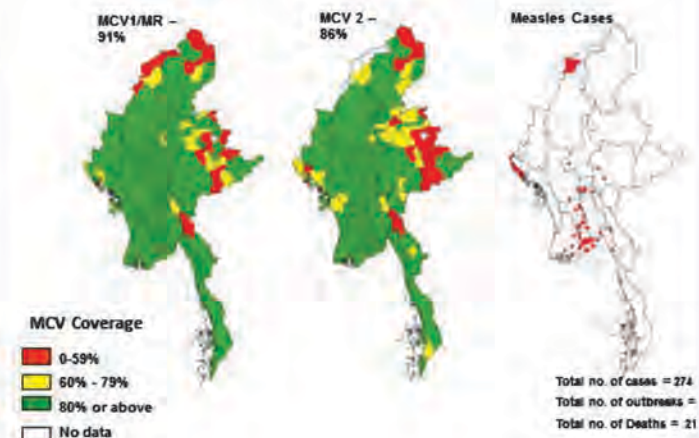 MCV1/MR –
91%
MCV 2 –
86%
Measles Cases
MCV Coverage
0-59%
60% - 79%
80% or above
No data
Total no. of cases = 274
Total no. of outbreaks =
Total no. of Deaths = 21